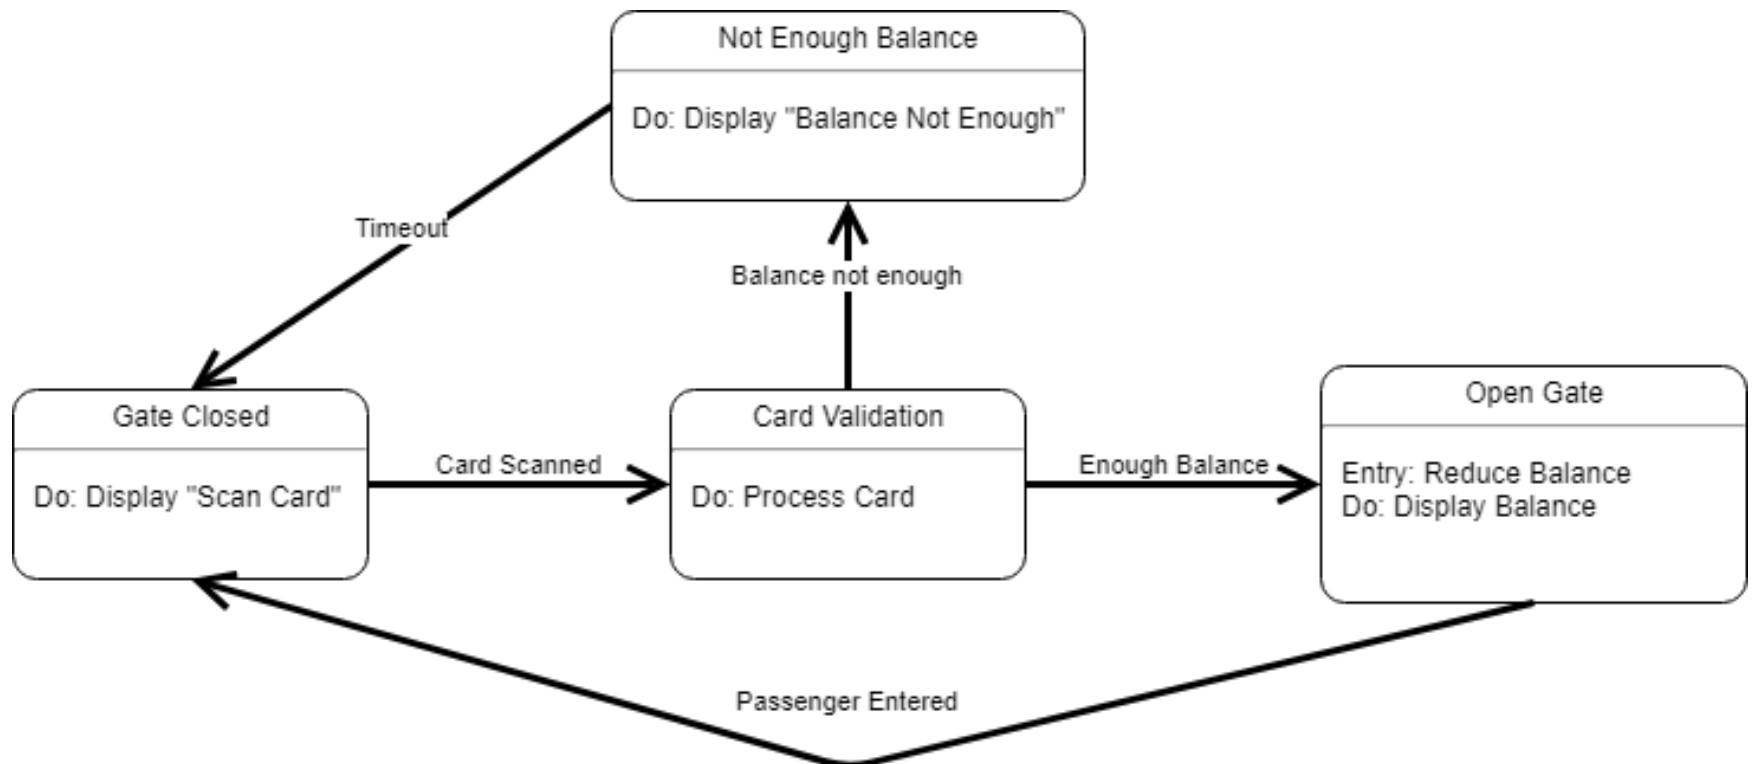 Not Enough Balance
Do: Display "Balance Not Enough"
Timeout
Balance not enough
Gate Closed
Do: Display "Scan Card"
Card Scanned
Card Validation
Do: Process Card
Enough Balance
Open Gate
Entry: Reduce Balance
Do: Display Balance
Passenger Entered